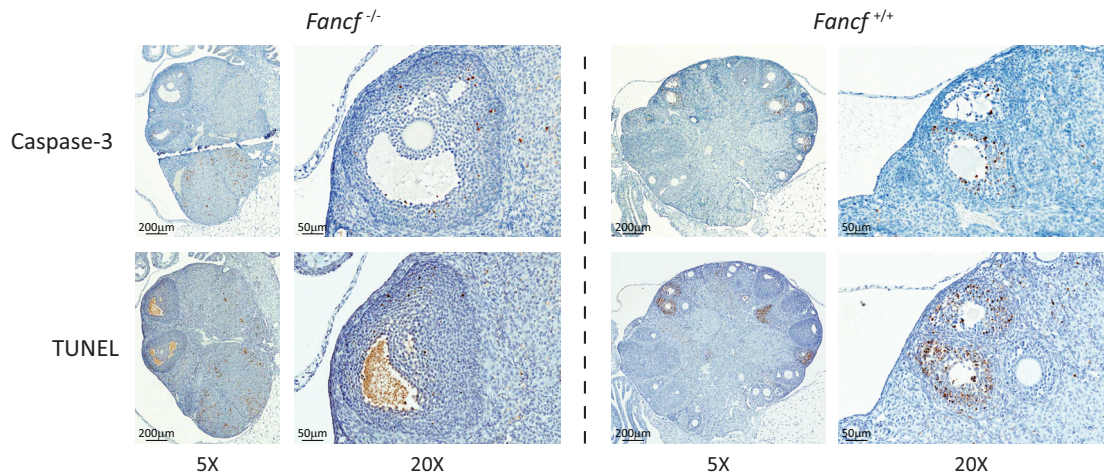 Fancf -/-
Fancf +/+
Caspase-3
200μm
50μm
200μm
50μm
TUNEL
200μm
50μm
200μm
50μm
5X
20X
5X
20X